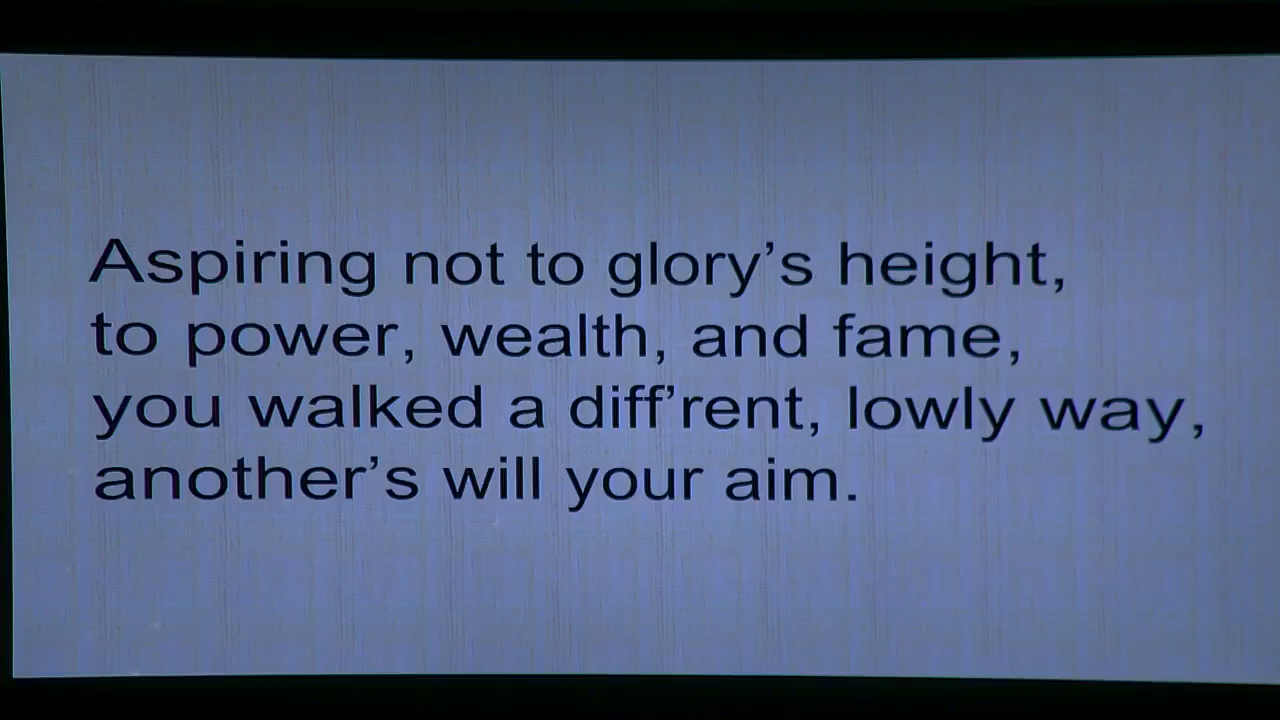 Aspiring not to glory’s height,
to power, wealth, and fame,
you walked a diff’rent, lowly way,
another’s will your aim.